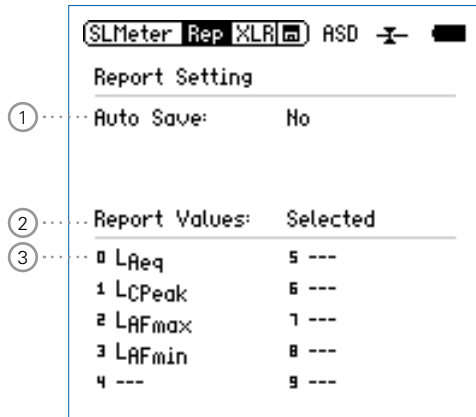 SLMeter Rep XLR ASD
Report Setting
1 Auto Save: No
2 Report Values: Selected
3 0 LAeq 5 ---
1 LCPeak 6 ---
2 LAFmax 7 ---
3 LAFmin 8 ---
4 --- 9 ---